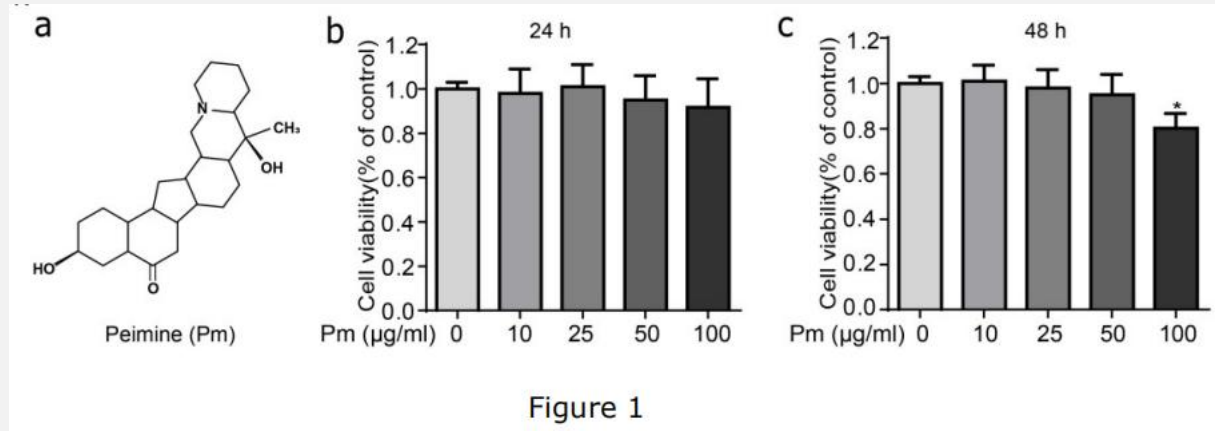 a
N
CH₃
OH
HO
O
Peimine (Pm)
b
24 h
Cell viability(% of control)
1.2
1.0
0.8
0.6
0.4
0.2
0.0
Pm (μg/ml) 0 10 25 50 100
c
48 h
Cell viability(% of control)
1.2
1.0
0.8
0.6
0.4
0.2
0.0
*
Pm (μg/ml) 0 10 25 50 100
Figure 1